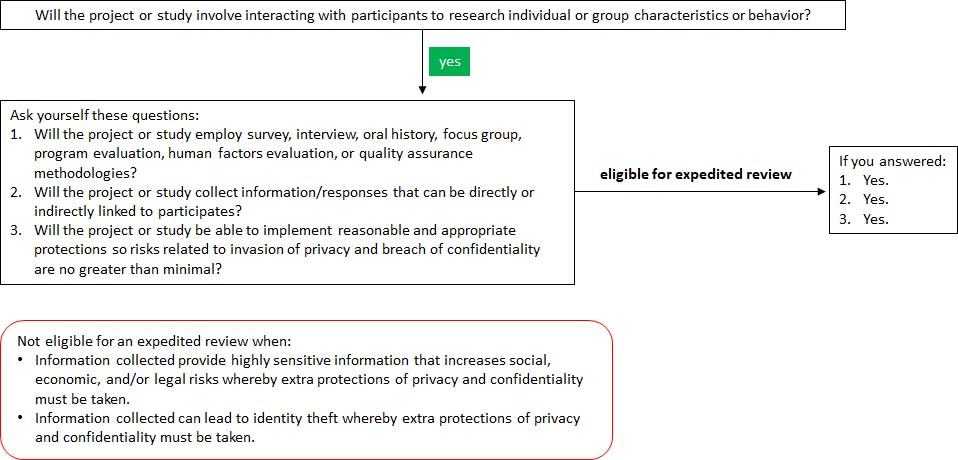 Will the project or study involve interacting with participants to research individual or group characteristics or behavior?
yes
Ask yourself these questions:
1. Will the project or study employ survey, interview, oral history, focus group,
program evaluation, human factors evaluation, or quality assurance
methodologies?
2. Will the project or study collect information/responses that can be directly or
indirectly linked to participates?
3. Will the project or study be able to implement reasonable and appropriate
protections so risks related to invasion of privacy and breach of confidentiality
are no greater than minimal?
eligible for expedited review
If you answered:
1. Yes.
2. Yes.
3. Yes.
Not eligible for an expedited review when:
• Information collected provide highly sensitive information that increases social,
economic, and/or legal risks whereby extra protections of privacy and confidentiality
must be taken.
• Information collected can lead to identity theft whereby extra protections of privacy
and confidentiality must be taken.